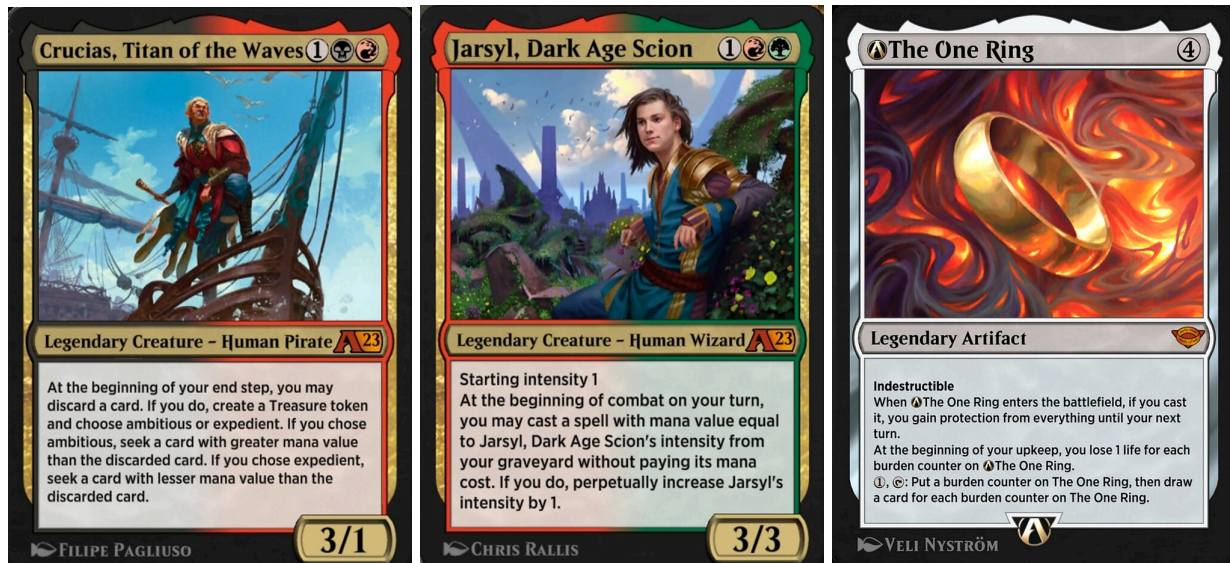 Crucias, Titan of the Waves 1
Legendary Creature – Human Pirate A23
At the beginning of your end step, you may
discard a card. If you do, create a Treasure token
and choose ambitious or expedient. If you chose
ambitious, seek a card with greater mana value
than the discarded card. If you chose expedient,
seek a card with lesser mana value than the
discarded card.
3/1
FILIPE PAGLIUSO
Jarsyl, Dark Age Scion 1
Legendary Creature – Human Wizard A23
Starting intensity 1
At the beginning of combat on your turn,
you may cast a spell with mana value equal
to Jarsyl, Dark Age Scion's intensity from
your graveyard without paying its mana
cost. If you do, perpetually increase Jarsyl's
intensity by 1.
3/3
CHRIS RALLIS
The One Ring 4
Legendary Artifact
Indestructible
When The One Ring enters the battlefield, if you cast
it, you gain protection from everything until your next
turn.
At the beginning of your upkeep, you lose 1 life for each
burden counter on The One Ring.
1, : Put a burden counter on The One Ring, then draw
a card for each burden counter on The One Ring.
VELI NYSTRÖM